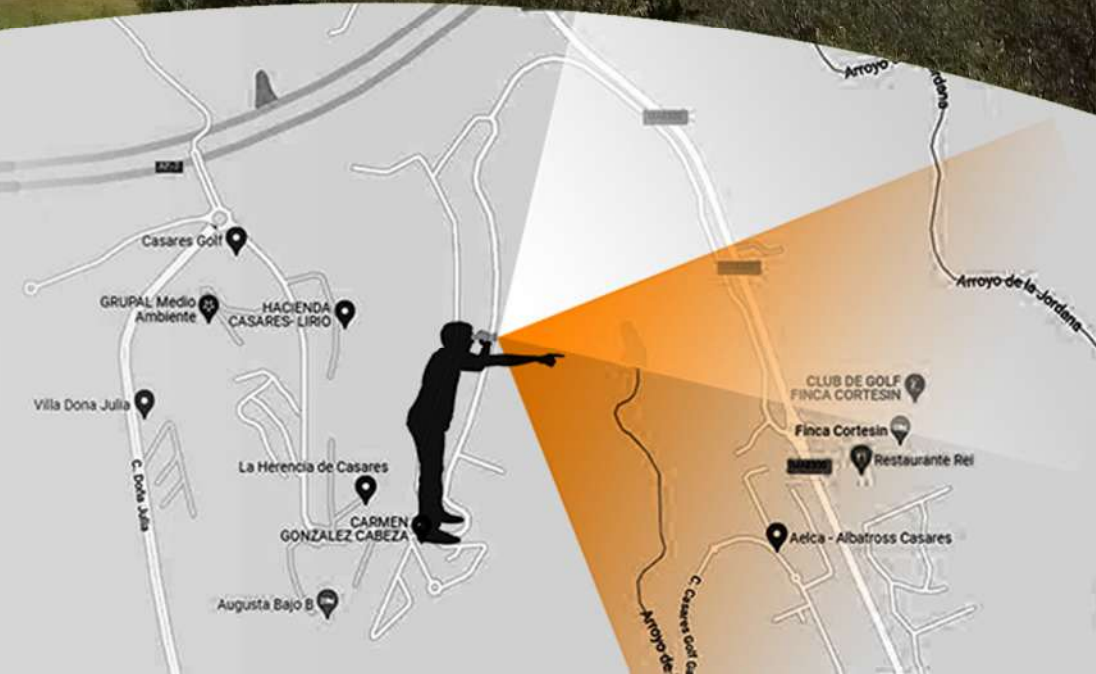 Arroyo
Jordana
Casares Golf
GRUPAL Medio
Ambiente
HACIENDA
CASARES- LIRIO
Arroyo de la Jordana
Villa Dona Julia
CLUB DE GOLF
FINCA CORTESIN
Finca Cortesin
Restaurante Rei
C. Doña Julia
La Herencia de Casares
CARMEN
GONZALEZ CABEZA
Aelca - Albatross Casares
Augusta Bajo B
C. Casares Golf
Arroyo de